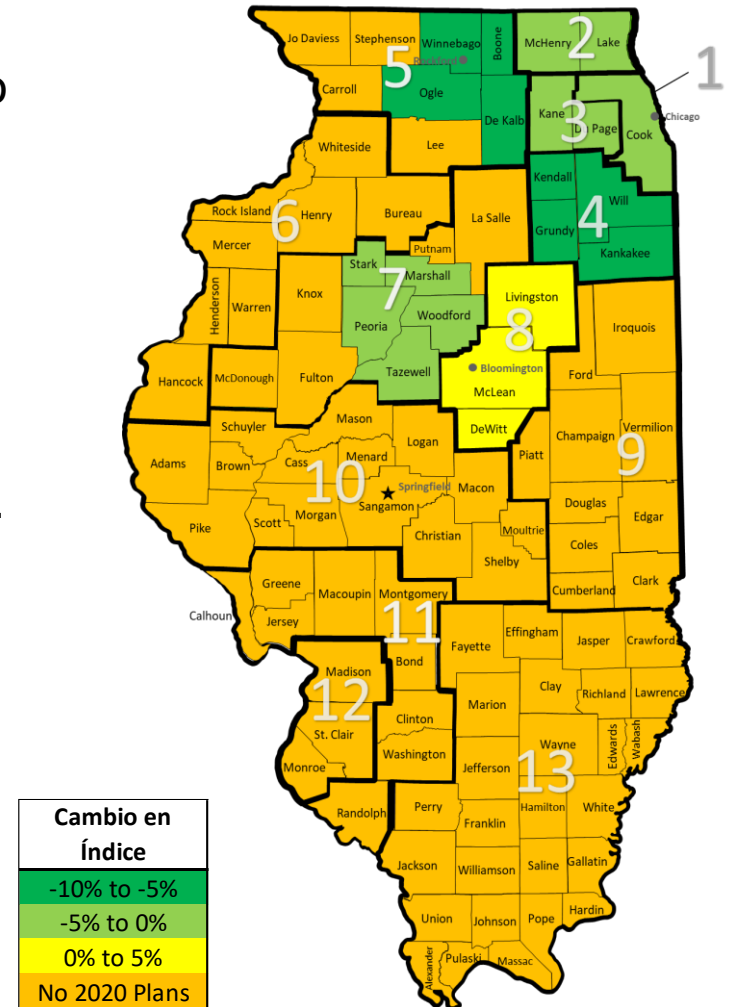 Jo Daviess
Stephenson
Winnebago
Boone
McHenry
Lake
2
1
5
Rockford
Carroll
Ogle
De Kalb
Kane
3
Du Page
Cook
Chicago
Whiteside
Lee
Kendall
Will
Rock Island
6
Henry
Bureau
La Salle
Grundy
4
Mercer
Putnam
Kankakee
Stark
7
Marshall
Henderson
Warren
Knox
Peoria
Woodford
Livingston
8
Iroquois
Hancock
McDonough
Fulton
Tazewell
Bloomington
McLean
Ford
Schuyler
Mason
Logan
DeWitt
Champaign
Vermilion
9
Adams
Brown
Cass
Menard
Piatt
10
Springfield
Sangamon
Macon
Pike
Scott
Morgan
Christian
Moultrie
Douglas
Edgar
Shelby
Coles
Greene
Macoupin
Montgomery
Cumberland
Clark
Calhoun
Jersey
11
Fayette
Effingham
Jasper
Crawford
Madison
Bond
12
Clay
Richland
Lawrence
St. Clair
Clinton
Marion
Wayne
Edwards
Wabash
Monroe
Washington
Jefferson
13
Randolph
Perry
Hamilton
White
Franklin
Jackson
Williamson
Saline
Gallatin
Union
Johnson
Pope
Hardin
Alexander
Pulaski
Massac
Cambio en
Índice
-10% to -5%
-5% to 0%
0% to 5%
No 2020 Plans